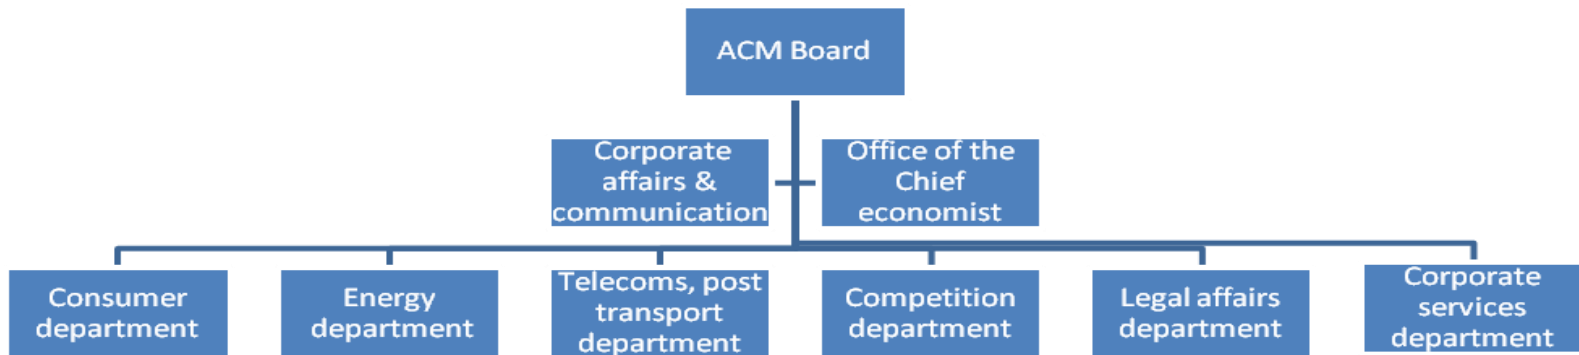 ACM Board
Corporate
affairs &
communication
Office of the
Chief
economist
Consumer
department
Energy
department
Telecoms, post
transport
department
Competition
department
Legal affairs
department
Corporate
services
department